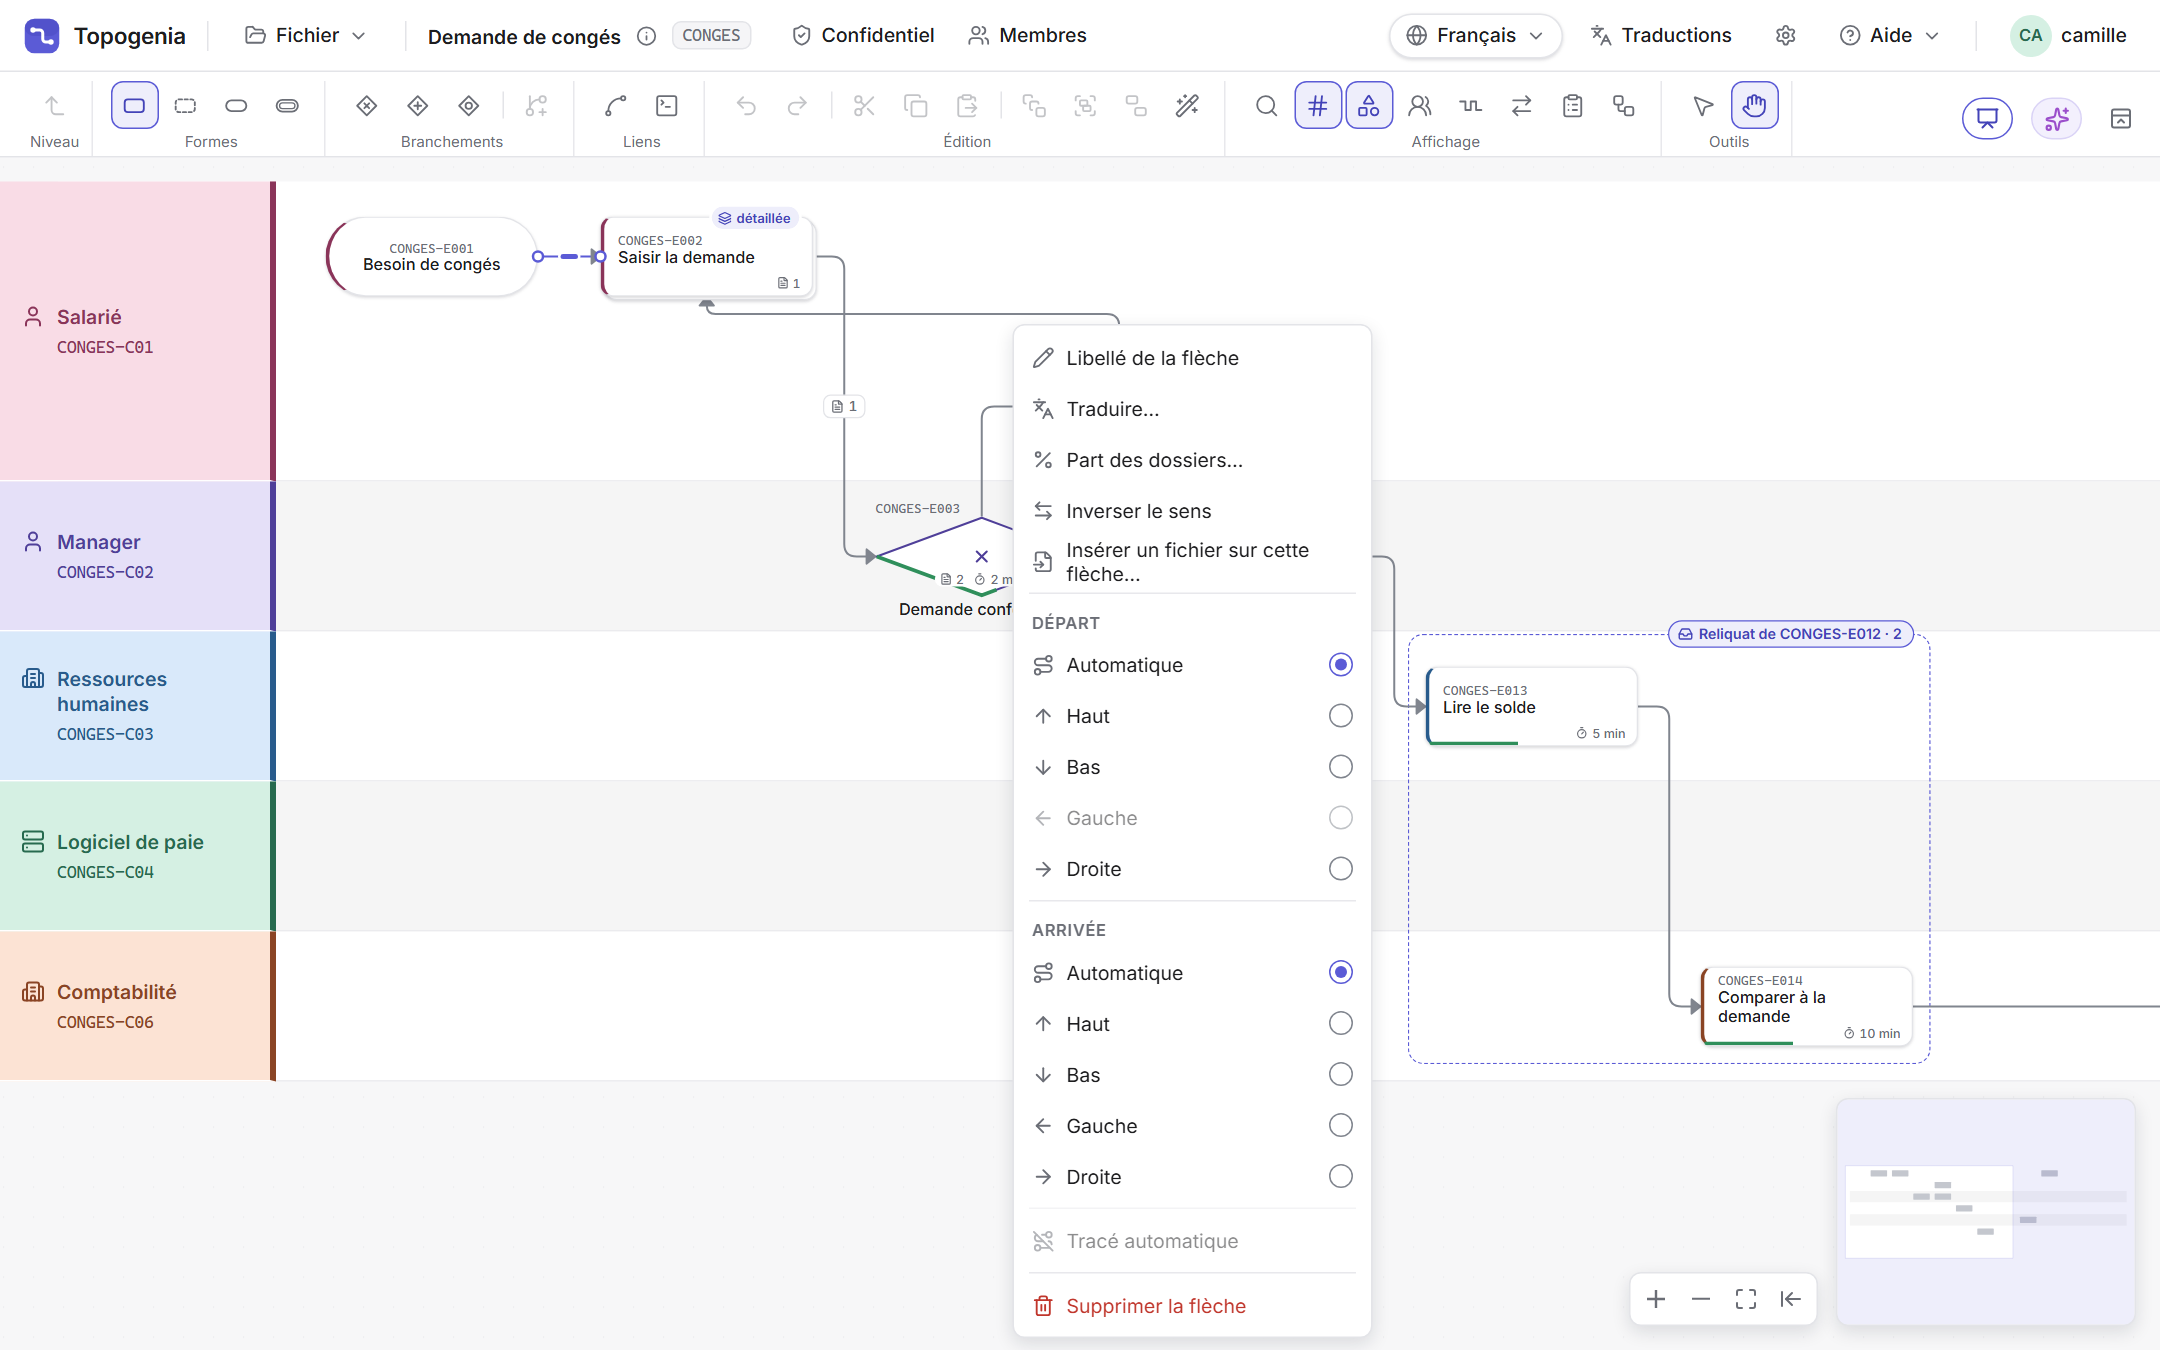 Topogenia
Fichier
Demande de congés
CONGES
Confidentiel
Membres
Français
Traductions
Aide
CA
camille
Niveau
Formes
Branchements
Liens
Édition
Affichage
Outils
Salarié
CONGES-C01
Manager
CONGES-C02
Ressources
humaines
CONGES-C03
Logiciel de paie
CONGES-C04
Comptabilité
CONGES-C06
CONGES-E001
Besoin de congés
détaillée
CONGES-E002
Saisir la demande
1
1
CONGES-E003
2
2 m
Demande conf
Libellé de la flèche
Traduire...
Part des dossiers...
Inverser le sens
Insérer un fichier sur cette
flèche...
DÉPART
Automatique
Haut
Bas
Gauche
Droite
ARRIVÉE
Automatique
Haut
Bas
Gauche
Droite
Tracé automatique
Supprimer la flèche
Reliquat de CONGES-E012 · 2
CONGES-E013
Lire le solde
5 min
CONGES-E014
Comparer à la
demande
10 min